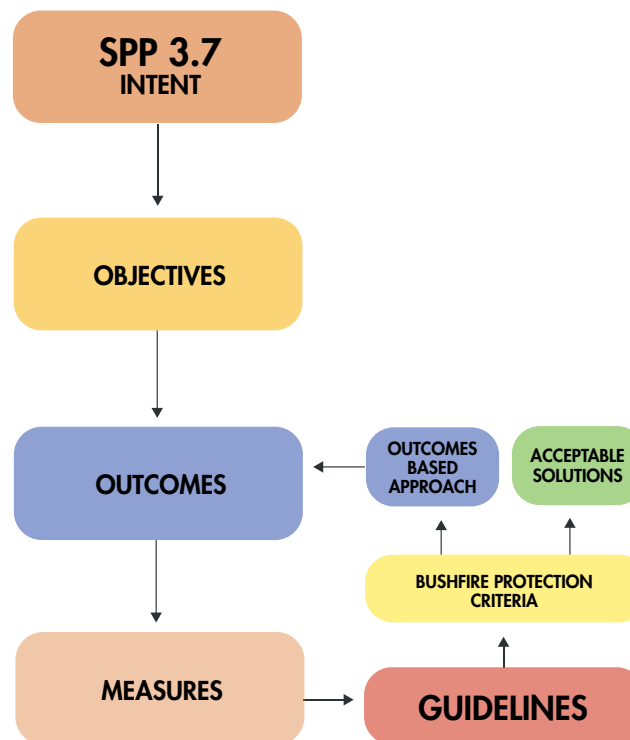 SPP 3.7
INTENT
OBJECTIVES
OUTCOMES
OUTCOMES
BASED
APPROACH
ACCEPTABLE
SOLUTIONS
BUSHFIRE PROTECTION
CRITERIA
MEASURES
GUIDELINES